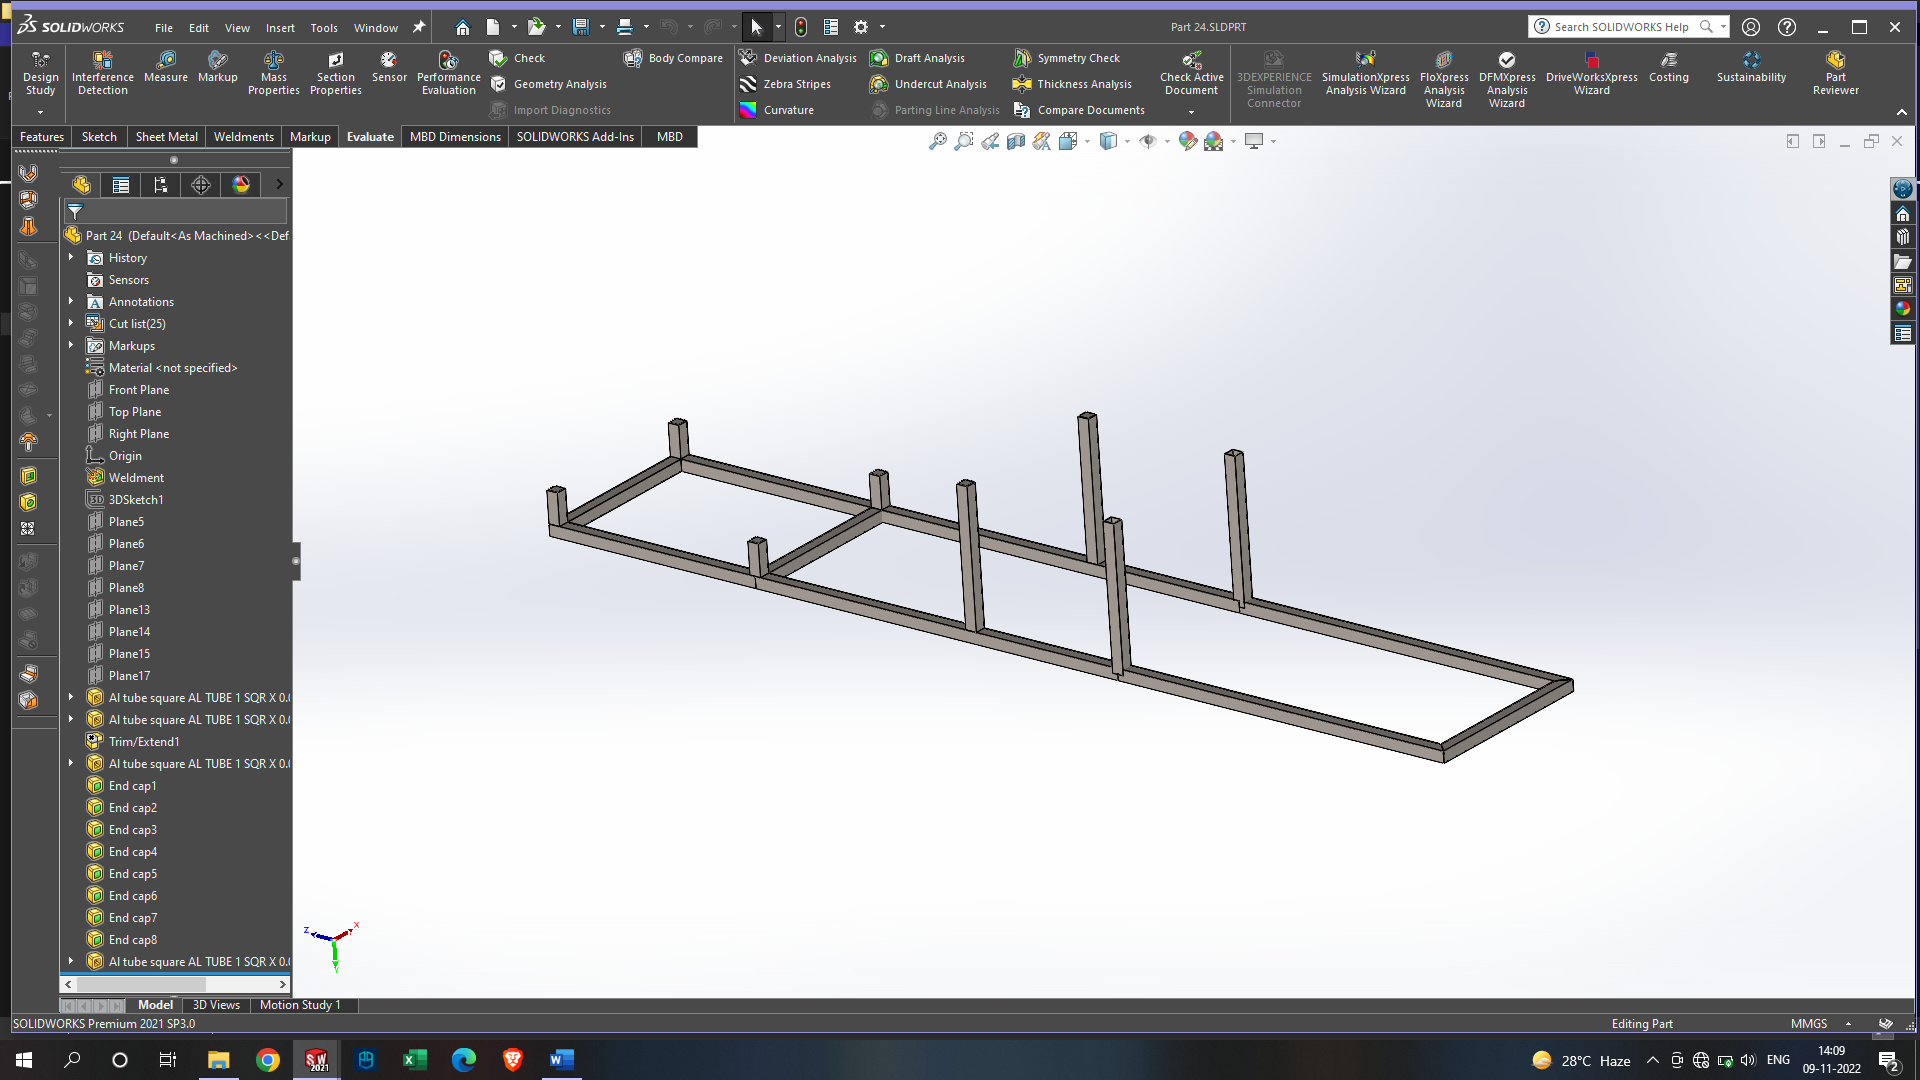 SOLIDWORKS File Edit View Insert Tools Window
Part 24.SLDPRT
Search SOLIDWORKS Help
Design Study
Interference Detection
Measure
Markup
Mass Properties
Section Properties
Sensor
Performance Evaluation
Check
Geometry Analysis
Import Diagnostics
Body Compare
Deviation Analysis
Zebra Stripes
Curvature
Draft Analysis
Undercut Analysis
Parting Line Analysis
Symmetry Check
Thickness Analysis
Compare Documents
Check Active Document
3DEXPERIENCE Simulation Connector
SimulationXpress Analysis Wizard
FloXpress Analysis Wizard
DFMXpress Analysis Wizard
DriveWorksXpress Wizard
Costing
Sustainability
Part Reviewer
Features Sketch Sheet Metal Weldments Markup Evaluate MBD Dimensions SOLIDWORKS Add-Ins MBD
Part 24 (Default<As Machined><<Def
History
Sensors
Annotations
Cut list(25)
Markups
Material <not specified>
Front Plane
Top Plane
Right Plane
Origin
Weldment
3DSketch1
Plane5
Plane6
Plane7
Plane8
Plane13
Plane14
Plane15
Plane17
Al tube square AL TUBE 1 SQR X 0.
Al tube square AL TUBE 1 SQR X 0.
Trim/Extend1
Al tube square AL TUBE 1 SQR X 0.
End cap1
End cap2
End cap3
End cap4
End cap5
End cap6
End cap7
End cap8
Al tube square AL TUBE 1 SQR X 0.
Z X Y
Model 3D Views Motion Study 1
SOLIDWORKS Premium 2021 SP3.0
Editing Part
MMGS
28°C Haze
ENG
14:09
09-11-2022
2
SW 2021